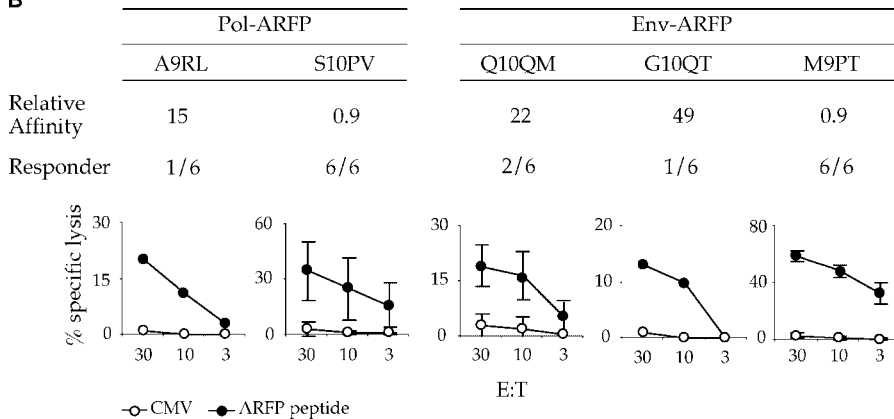 B
Pol-ARFP Env-ARFP
A9RL S10PV Q10QM G10QT M9PT
Relative Affinity 15 0.9 22 49 0.9
Responder 1/6 6/6 2/6 1/6 6/6
% specific lysis
30 60 30 20 80
15 30 15 10 40
0 0 0 0 0
30 10 3 30 10 3 30 10 3 30 10 3 30 10 3
E:T
CMV ARFP peptide